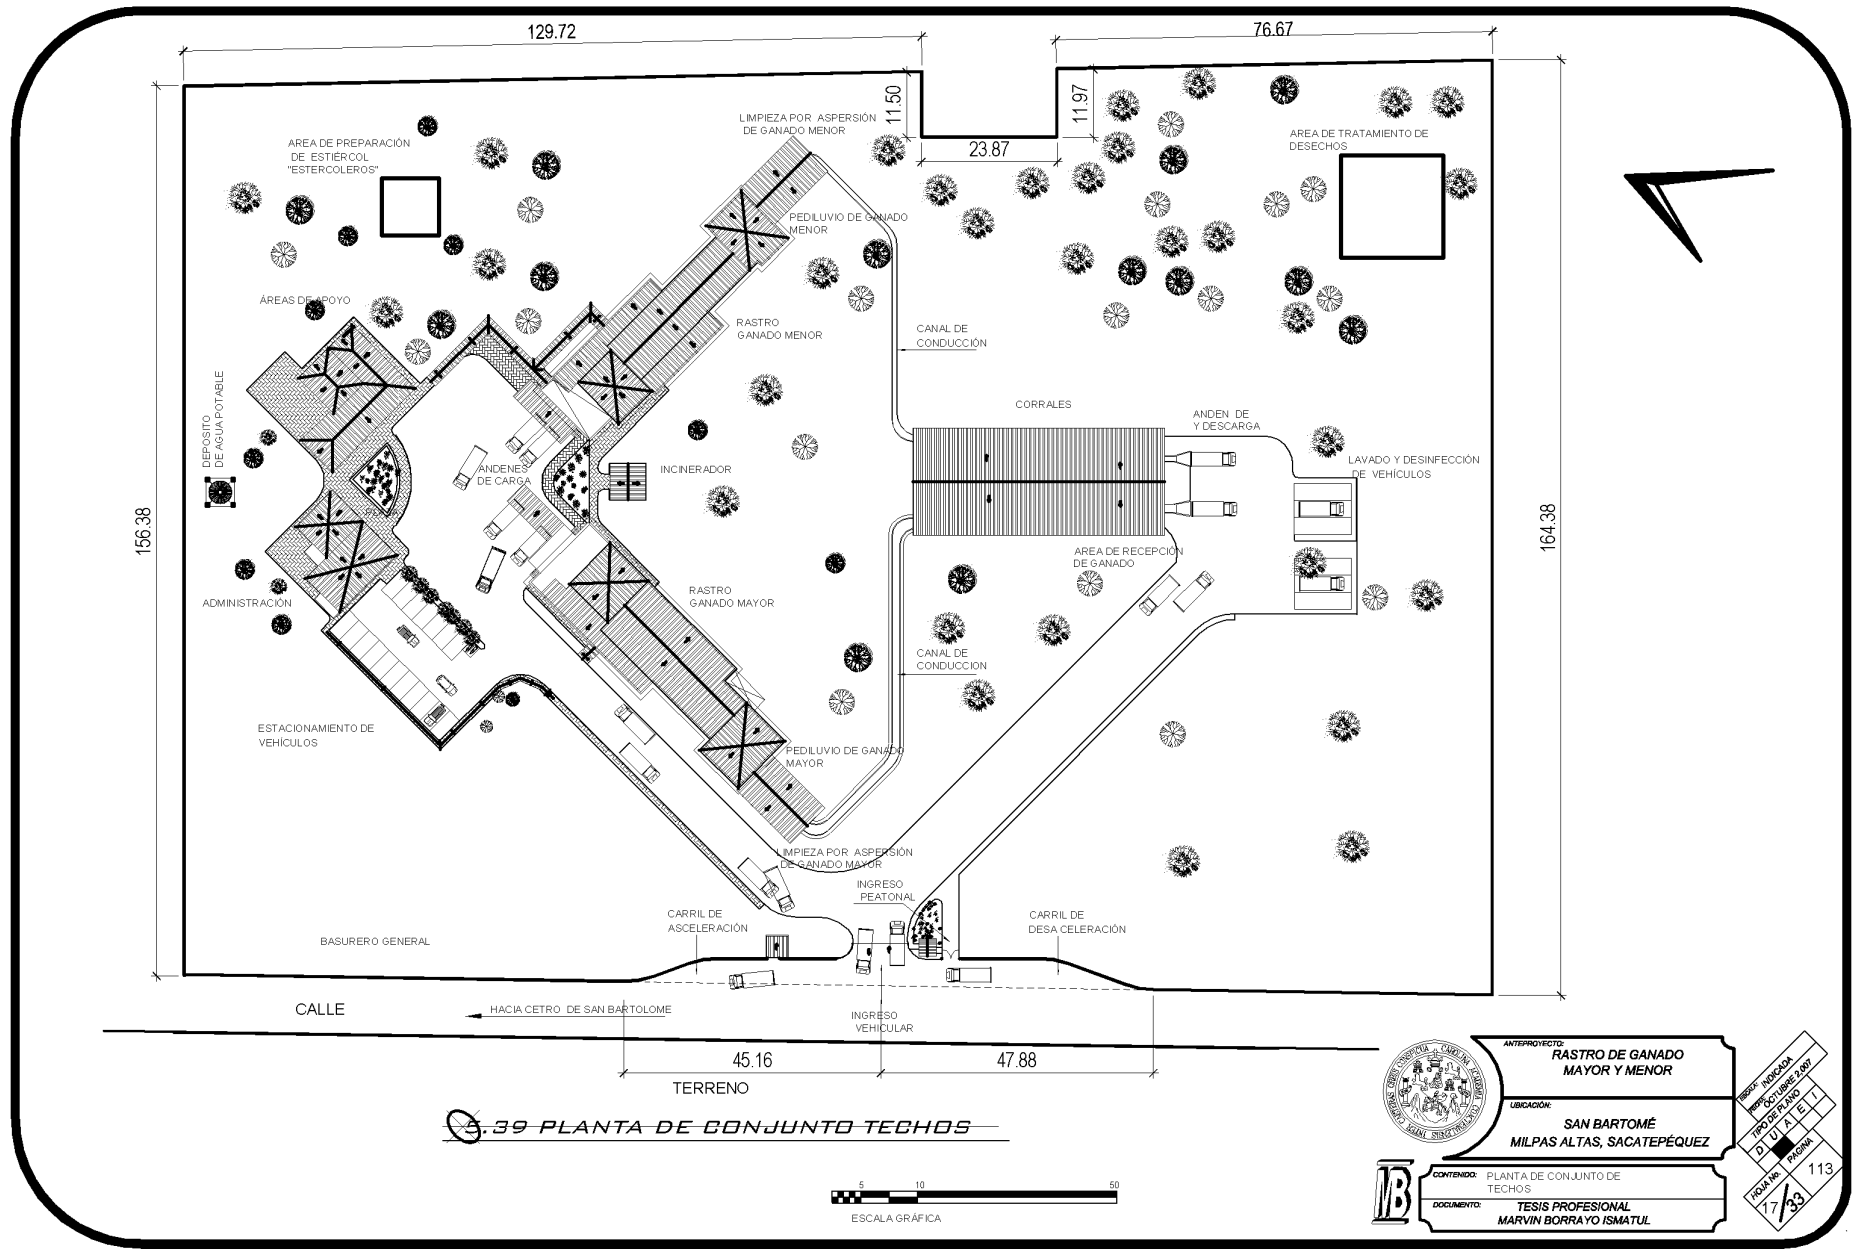 129.72
76.67
11.50
11.97
23.87
LIMPIEZA POR ASPERSIÓN
DE GANADO MENOR
AREA DE PREPARACIÓN
DE ESTIÉRCOL
"ESTERCOLEROS"
AREA DE TRATAMIENTO DE
DESECHOS
PEDILUVIO DE GANADO
MENOR
ÁREAS DE APOYO
RASTRO
GANADO MENOR
CANAL DE
CONDUCCIÓN
DEPOSITO
DE AGUA POTABLE
CORRALES
ANDEN DE
Y DESCARGA
LAVADO Y DESINFECCIÓN
DE VEHÍCULOS
ANDENES
DE CARGA
INCINERADOR
PLAZA
156.38
164.38
AREA DE RECEPCIÓN
DE GANADO
ADMINISTRACIÓN
RASTRO
GANADO MAYOR
CANAL DE
CONDUCCION
ESTACIONAMIENTO DE
VEHÍCULOS
PEDILUVIO DE GANADO
MAYOR
LIMPIEZA POR ASPERSIÓN
DE GANADO MAYOR
INGRESO
PEATONAL
CARRIL DE
ASCELERACIÓN
CARRIL DE
DESA CELERACIÓN
BASURERO GENERAL
CALLE
HACIA CETRO DE SAN BARTOLOME
INGRESO
VEHICULAR
45.16
47.88
TERRENO
5.39 PLANTA DE CONJUNTO TECHOS
5 10 50
ESCALA GRÁFICA
ANTEPROYECTO:
RASTRO DE GANADO
MAYOR Y MENOR
UBICACIÓN:
SAN BARTOMÉ
MILPAS ALTAS, SACATEPÉQUEZ
CONTENIDO: PLANTA DE CONJUNTO DE
TECHOS
DOCUMENTO: TESIS PROFESIONAL
MARVIN BORRAYO ISMATUL
ESCALA: INDICADA
FECHA: OCTUBRE 2,007
TIPO DE PLANO
D U A E I
HOJA No. PAGINA
17/33 113